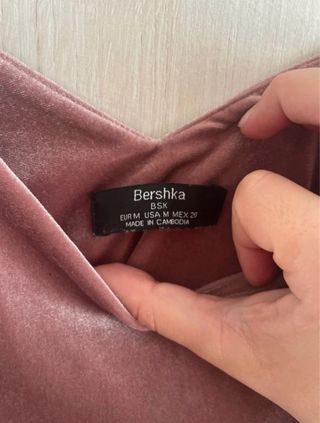 Bershka
BSK
EUR M USA M MEX 28
MADE IN CAMBODIA